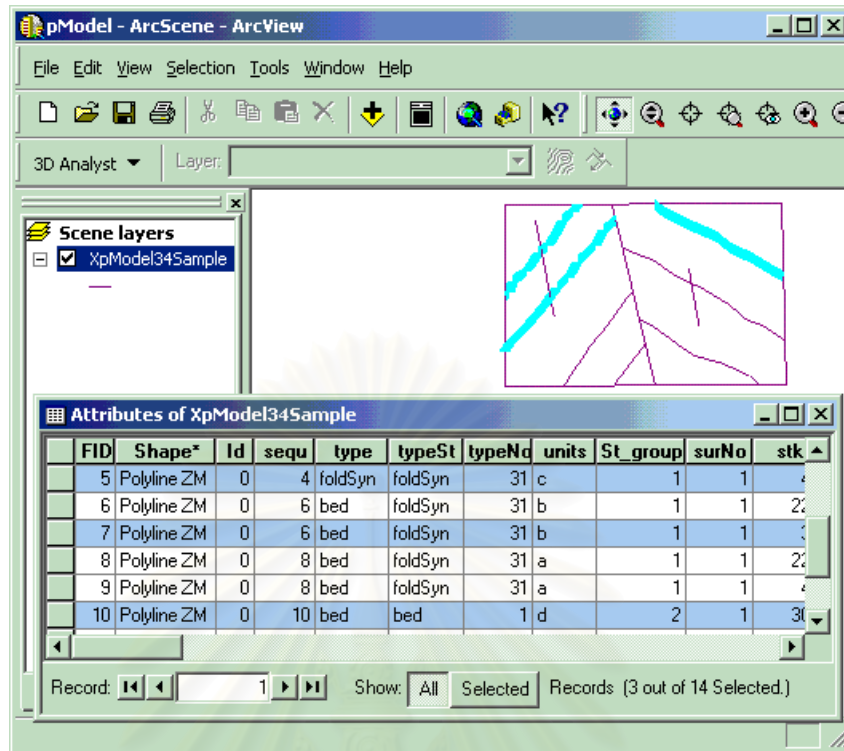 pModel - ArcScene - ArcView
File Edit View Selection Tools Window Help
3D Analyst Layer:
Scene layers
XpModel34Sample
Attributes of XpModel34Sample
FID Shape* Id sequ type typeSt typeNo units St_group surNo stk
5 Polyline ZM 0 4 foldSyn foldSyn 31 c 1 1
6 Polyline ZM 0 6 bed foldSyn 31 b 1 1
7 Polyline ZM 0 6 bed foldSyn 31 b 1 1
8 Polyline ZM 0 8 bed foldSyn 31 a 1 1
9 Polyline ZM 0 8 bed foldSyn 31 a 1 1
10 Polyline ZM 0 10 bed bed 1 d 2 1
Record: 1 Show: All Selected Records (3 out of 14 Selected.)